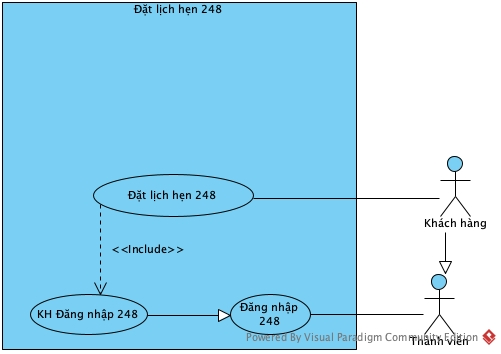 Đặt lịch hẹn 248
Đặt lịch hẹn 248
Khách hàng
<<Include>>
KH Đăng nhập 248
Đăng nhập
248
Thành viên
Powered By Visual Paradigm Community Edition